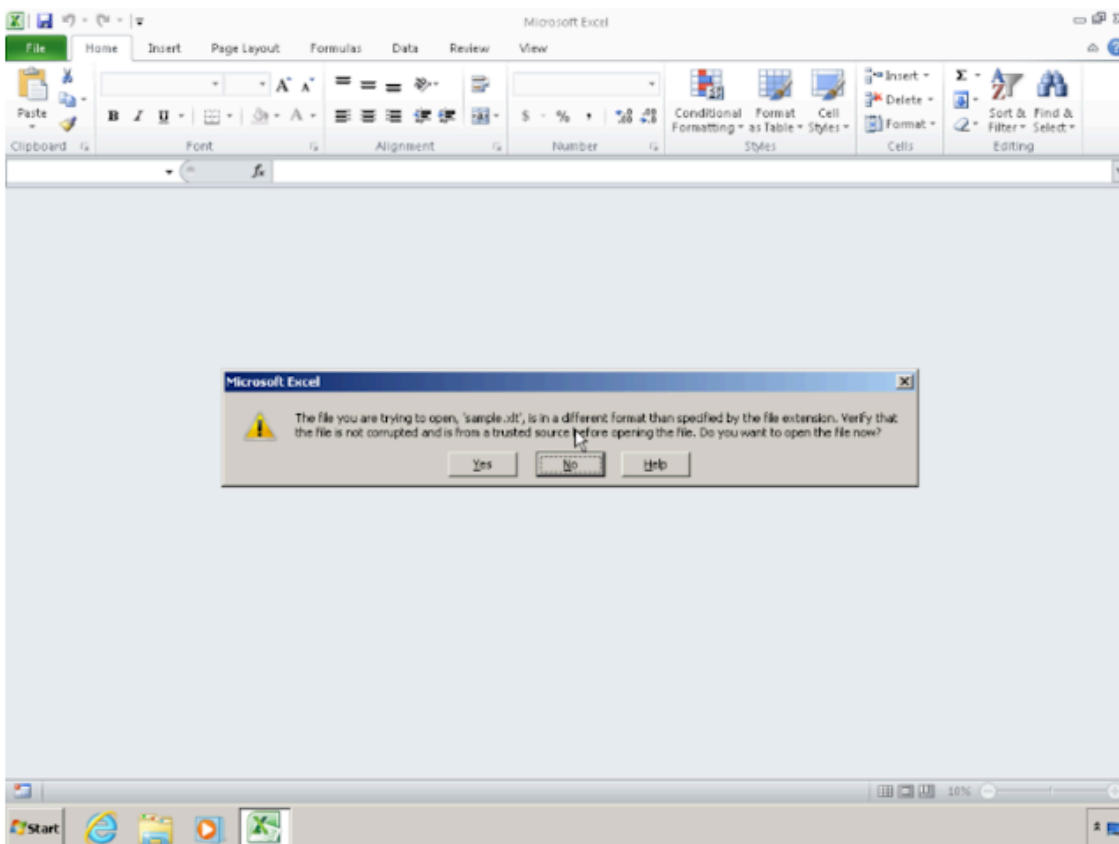 Microsoft Excel
File Home Insert Page Layout Formulas Data Review View
Paste
B I U
A A
$ % ,
Conditional Formatting
Format as Table
Cell Styles
Insert
Delete
Format
Σ
Sort & Filter
Find & Select
Clipboard Font Alignment Number Styles Cells Editing
fx
Microsoft Excel
The file you are trying to open, 'sample.xlt', is in a different format than specified by the file extension. Verify that
the file is not corrupted and is from a trusted source before opening the file. Do you want to open the file now?
Yes No Help
10%
Start